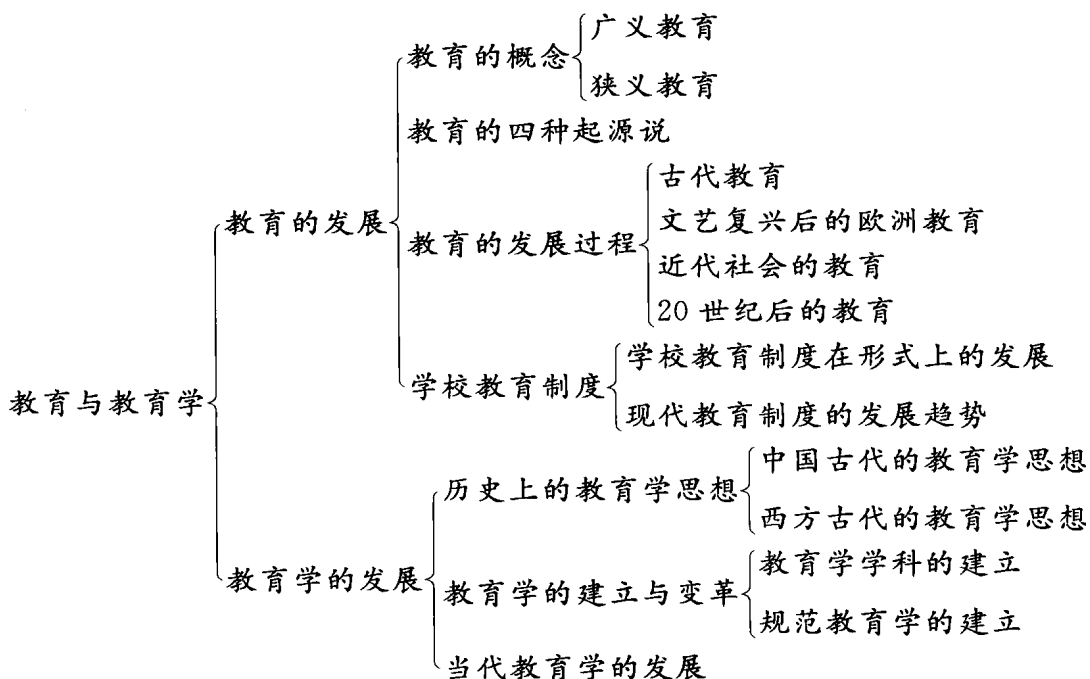 教育与教育学
教育的发展
教育的概念
广义教育
狭义教育
教育的四种起源说
教育的发展过程
古代教育
文艺复兴后的欧洲教育
近代社会的教育
20世纪后的教育
学校教育制度
学校教育制度在形式上的发展
现代教育制度的发展趋势
教育学的发展
历史上的教育学思想
中国古代的教育学思想
西方古代的教育学思想
教育学的建立与变革
教育学学科的建立
规范教育学的建立
当代教育学的发展